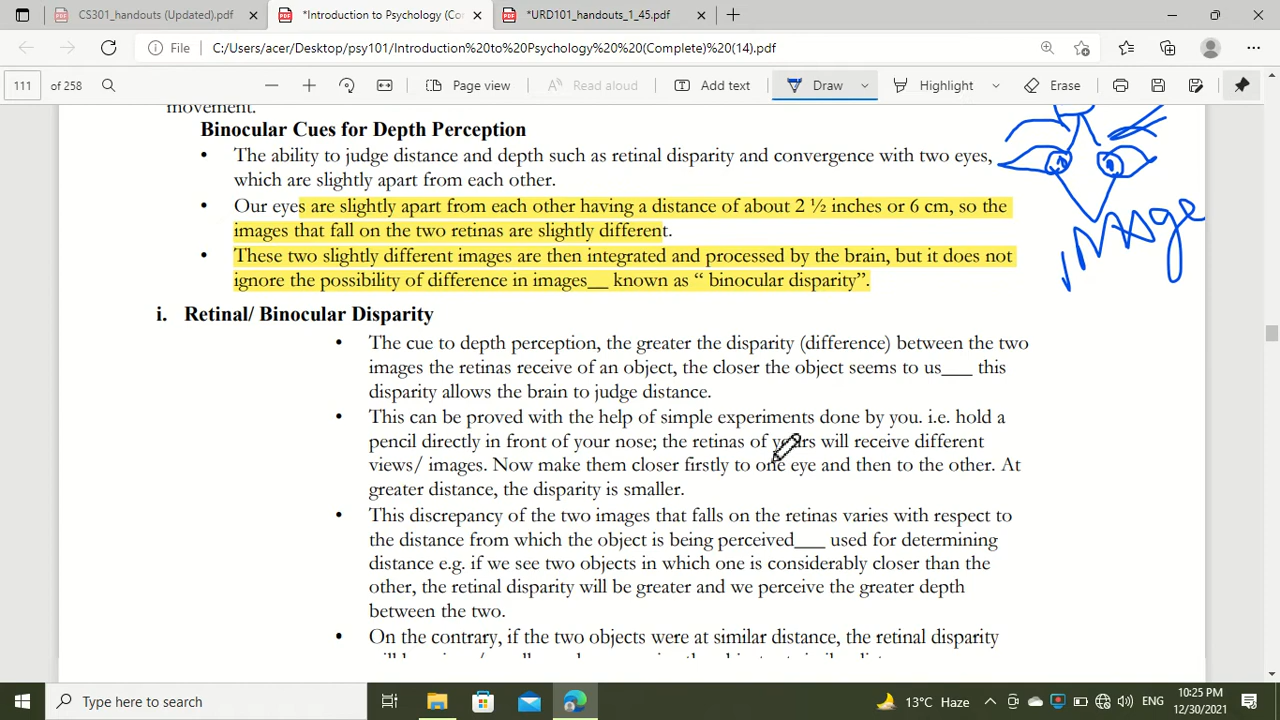 CS301_handouts (Updated).pdf
*Introduction to Psychology (Co
*URD101_handouts_1_45.pdf
File
C:/Users/acer/Desktop/psy101/Introduction%20to%20Psychology%20%20(Complete)%20(14).pdf
111 of 258
Page view
Read aloud
Add text
Draw
Highlight
Erase
movement.
Binocular Cues for Depth Perception
• The ability to judge distance and depth such as retinal disparity and convergence with two eyes,
which are slightly apart from each other.
• Our eyes are slightly apart from each other having a distance of about 2 ½ inches or 6 cm, so the
images that fall on the two retinas are slightly different.
• These two slightly different images are then integrated and processed by the brain, but it does not
ignore the possibility of difference in images__ known as “ binocular disparity”.
image
i. Retinal/ Binocular Disparity
• The cue to depth perception, the greater the disparity (difference) between the two
images the retinas receive of an object, the closer the object seems to us___ this
disparity allows the brain to judge distance.
• This can be proved with the help of simple experiments done by you. i.e. hold a
pencil directly in front of your nose; the retinas of yours will receive different
views/ images. Now make them closer firstly to one eye and then to the other. At
greater distance, the disparity is smaller.
• This discrepancy of the two images that falls on the retinas varies with respect to
the distance from which the object is being perceived___ used for determining
distance e.g. if we see two objects in which one is considerably closer than the
other, the retinal disparity will be greater and we perceive the greater depth
between the two.
• On the contrary, if the two objects were at similar distance, the retinal disparity
Type here to search
13°C Haze
ENG
10:25 PM
12/30/2021